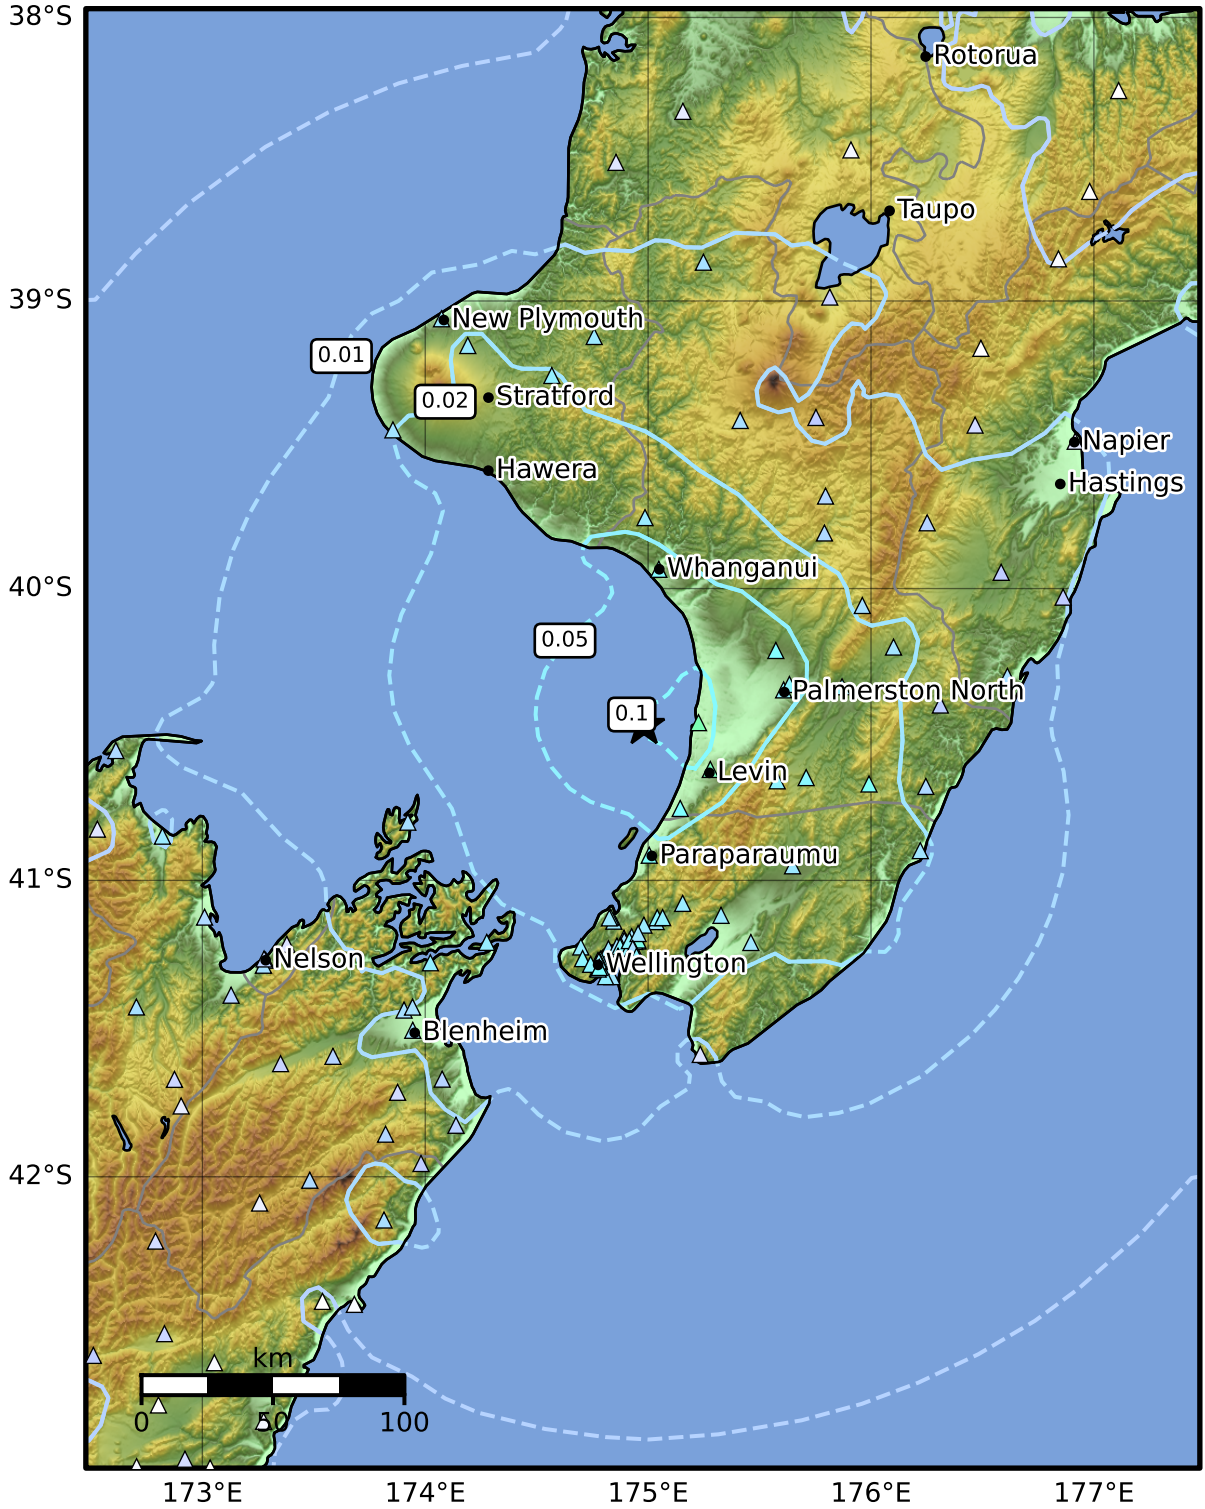 38°S
Rotorua
Taupo
39°S
New Plymouth
0.01
0.02
Stratford
Napier
Hawera
Hastings
Whanganui
40°S
0.05
Palmerston North
0.1
Levin
Paraparaumu
41°S
Nelson
Wellington
Blenheim
42°S
km
0
50
100
173°E
174°E
175°E
176°E
177°E